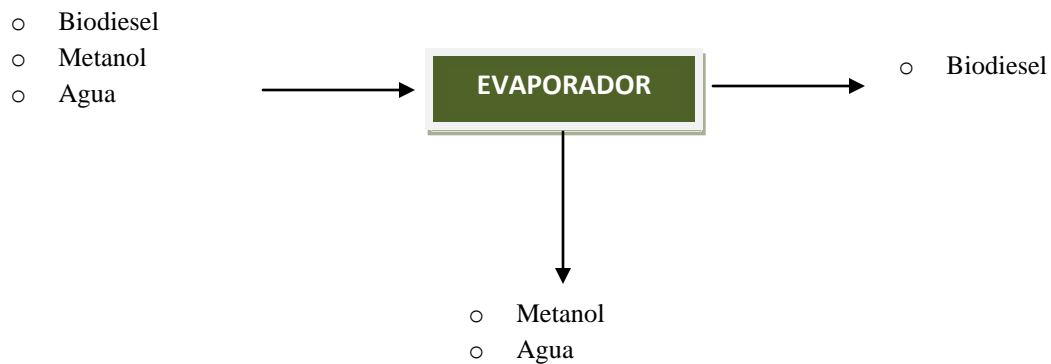 Biodiesel
Metanol
Agua
EVAPORADOR
Biodiesel
Metanol
Agua